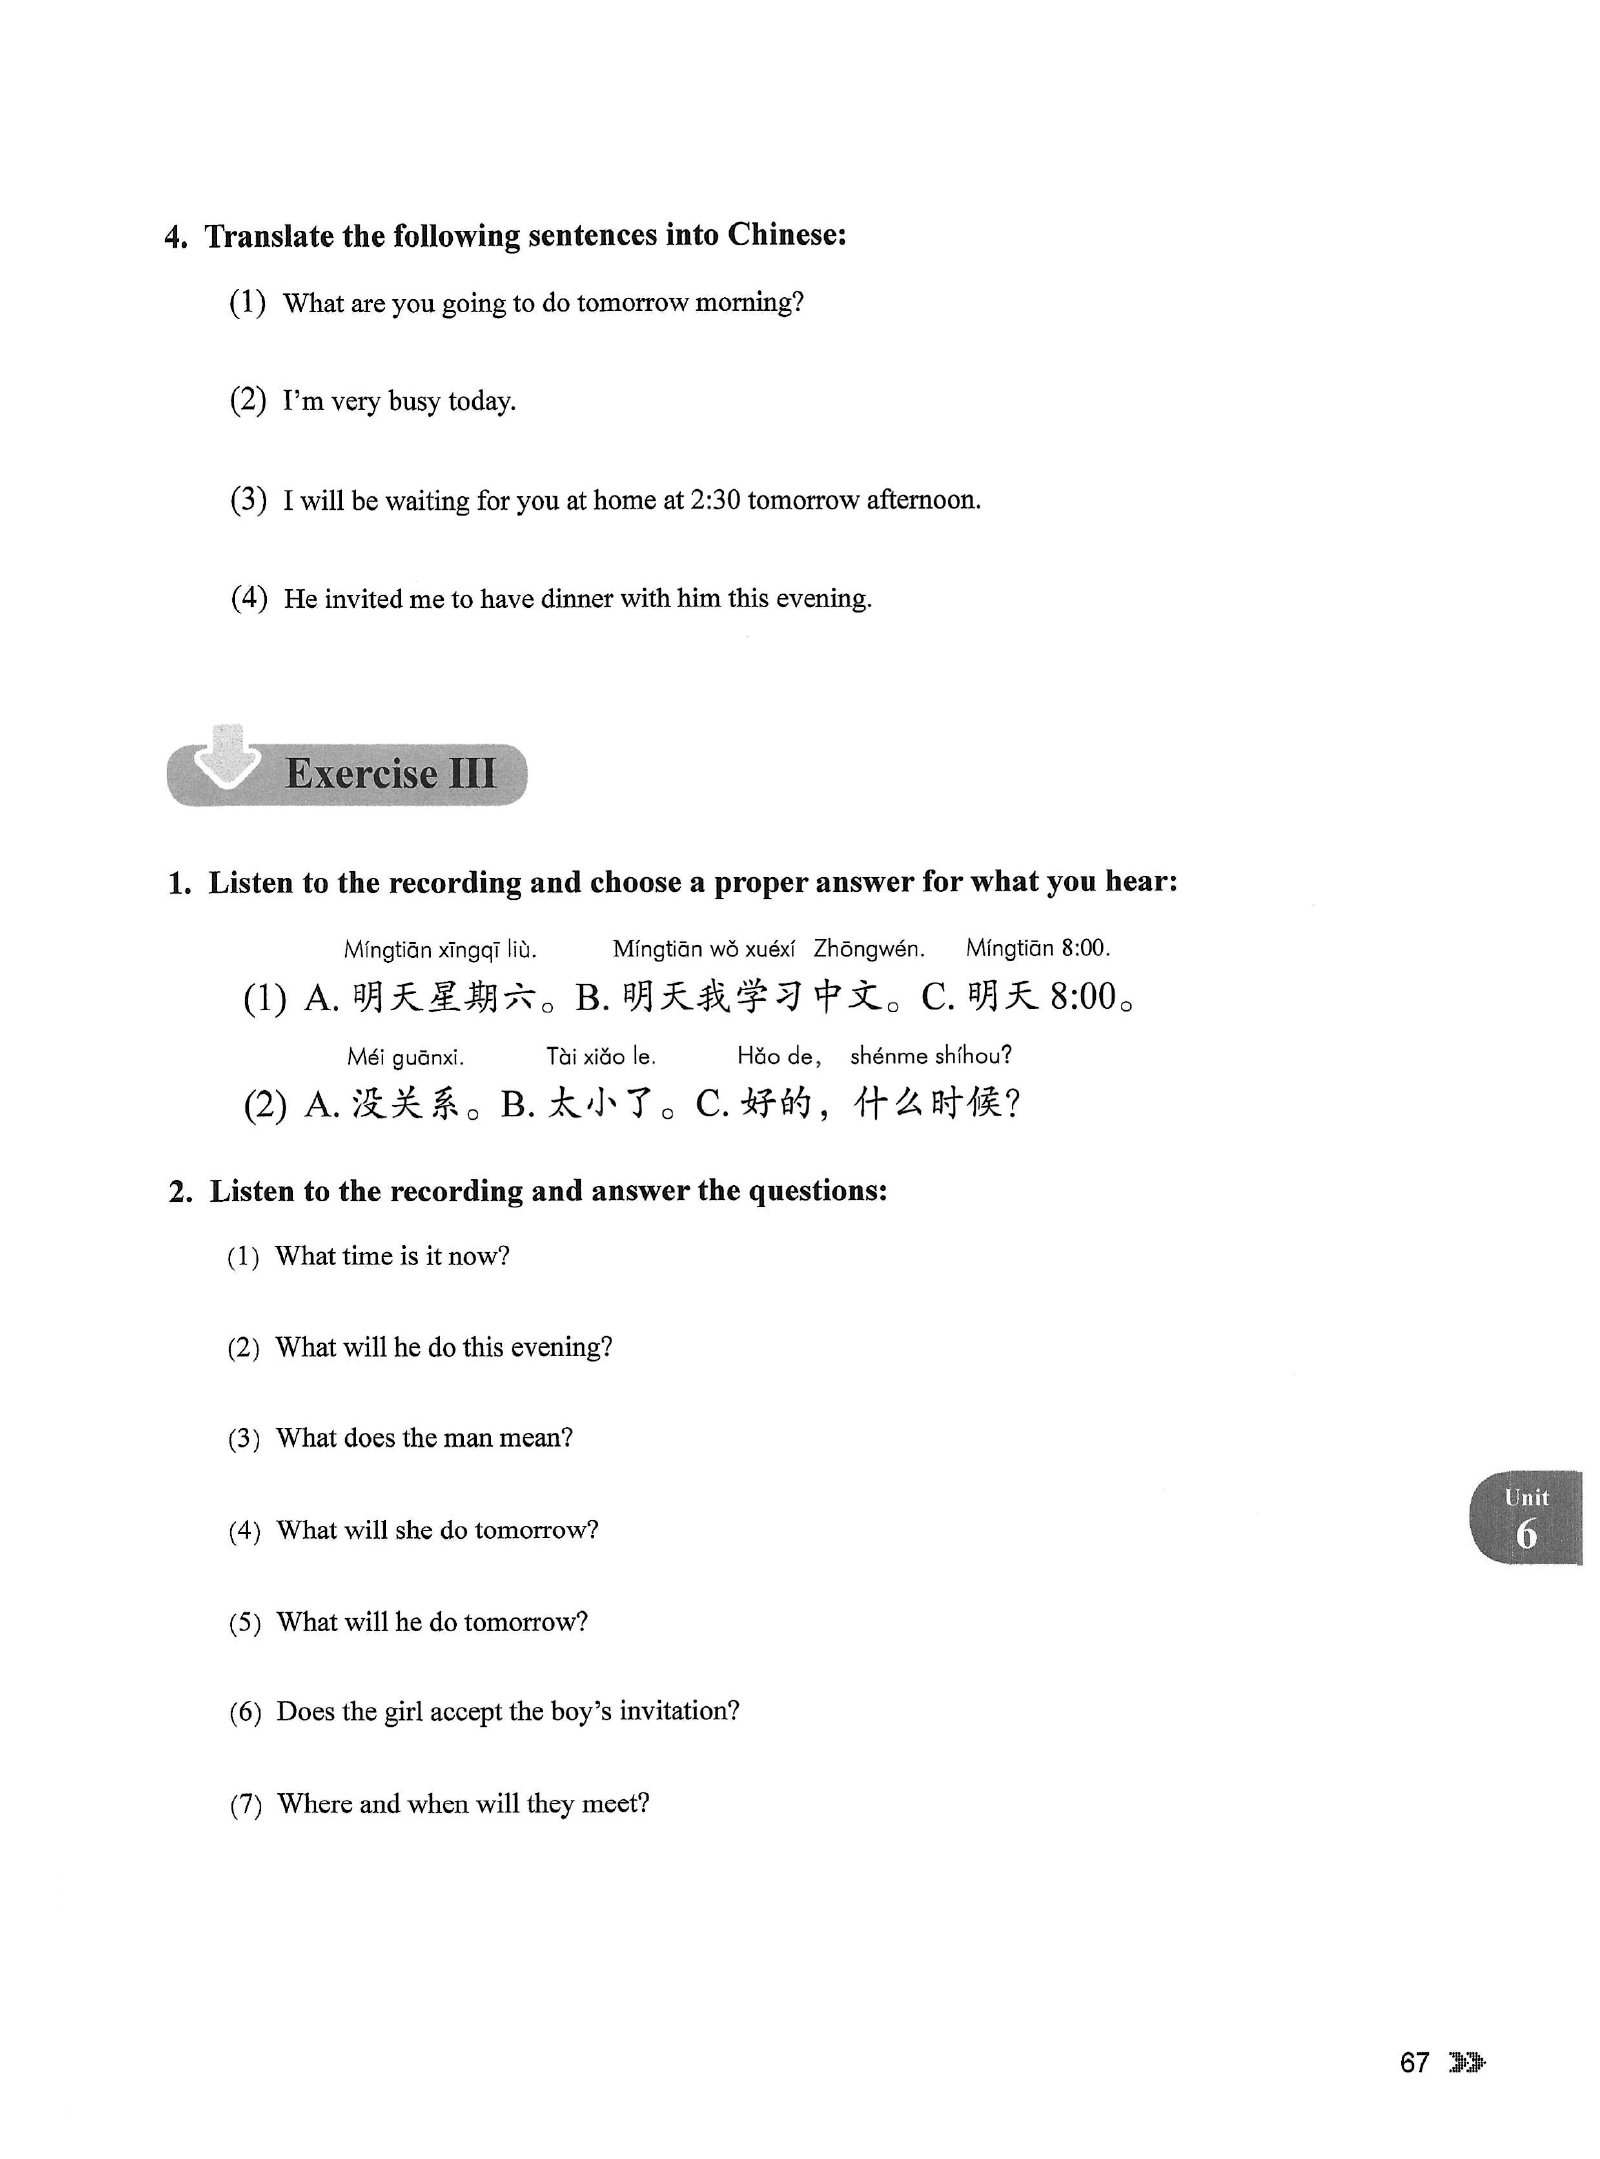 4. Translate the following sentences into Chinese:
(1) What are you going to do tomorrow morning?
(2) I'm very busy today.
(3) I will be waiting for you at home at 2:30 tomorrow afternoon.
(4) He invited me to have dinner with him this evening.
Exercise III
1. Listen to the recording and choose a proper answer for what you hear:
Míngtiān xīngqī liù. Míngtiān wǒ xuéxí Zhōngwén. Míngtiān 8:00.
(1) A. 明天星期六。 B. 明天我学习中文。 C. 明天 8:00。
Méi guānxi. Tài xiǎo le. Hǎo de, shénme shíhou?
(2) A. 没关系。 B. 太小了。 C. 好的，什么时候？
2. Listen to the recording and answer the questions:
(1) What time is it now?
(2) What will he do this evening?
(3) What does the man mean?
(4) What will she do tomorrow?
(5) What will he do tomorrow?
(6) Does the girl accept the boy's invitation?
(7) Where and when will they meet?
Unit
6
67